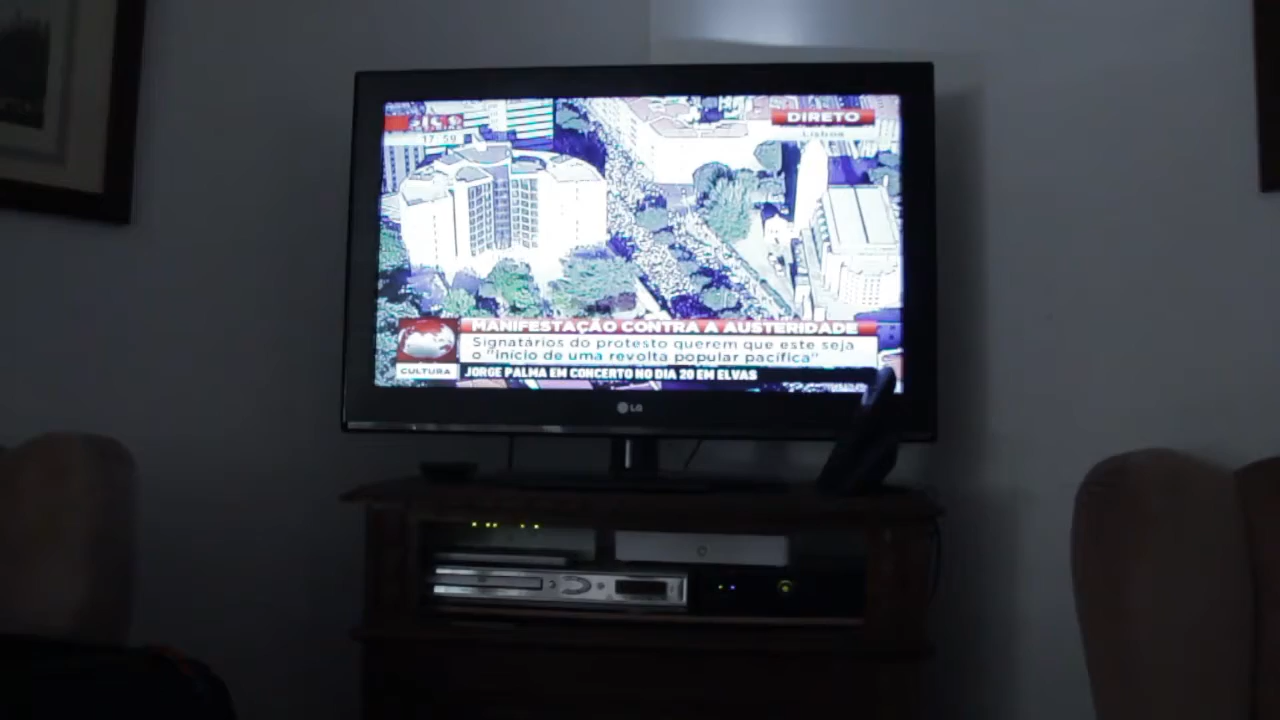 DIRETO
17:59
Lisboa
MANIFESTAÇÃO CONTRA A AUSTERIDADE
Signatários do protesto querem que este seja
o "início de uma revolta popular pacífica"
CULTURA
JORGE PALMA EM CONCERTO NO DIA 20 EM ELVAS
LG